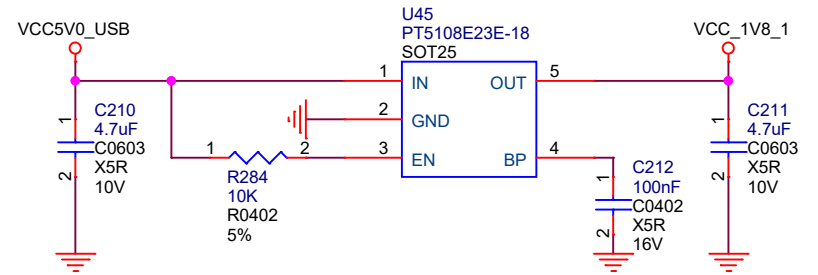 VCC5V0_USB
U45
PT5108E23E-18
SOT25
VCC_1V8_1
1
IN
OUT
5
2
GND
3
EN
BP
4
1
C210
4.7uF
C0603
X5R
10V
2
1
2
R284
10K
R0402
5%
1
C212
100nF
C0402
X5R
16V
2
1
C211
4.7uF
C0603
X5R
10V
2